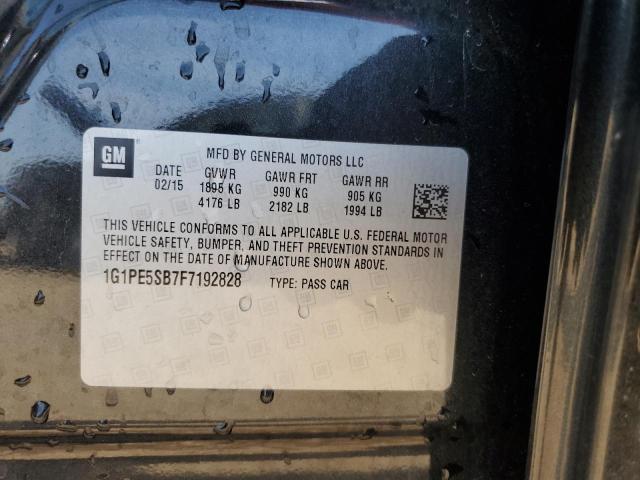 GM
MFD BY GENERAL MOTORS LLC
DATE GVWR GAWR FRT GAWR RR
02/15 1895 KG 990 KG 905 KG
4176 LB 2182 LB 1994 LB
THIS VEHICLE CONFORMS TO ALL APPLICABLE U.S. FEDERAL MOTOR
VEHICLE SAFETY, BUMPER, AND THEFT PREVENTION STANDARDS IN
EFFECT ON THE DATE OF MANUFACTURE SHOWN ABOVE.
1G1PE5SB7F7192828 TYPE: PASS CAR